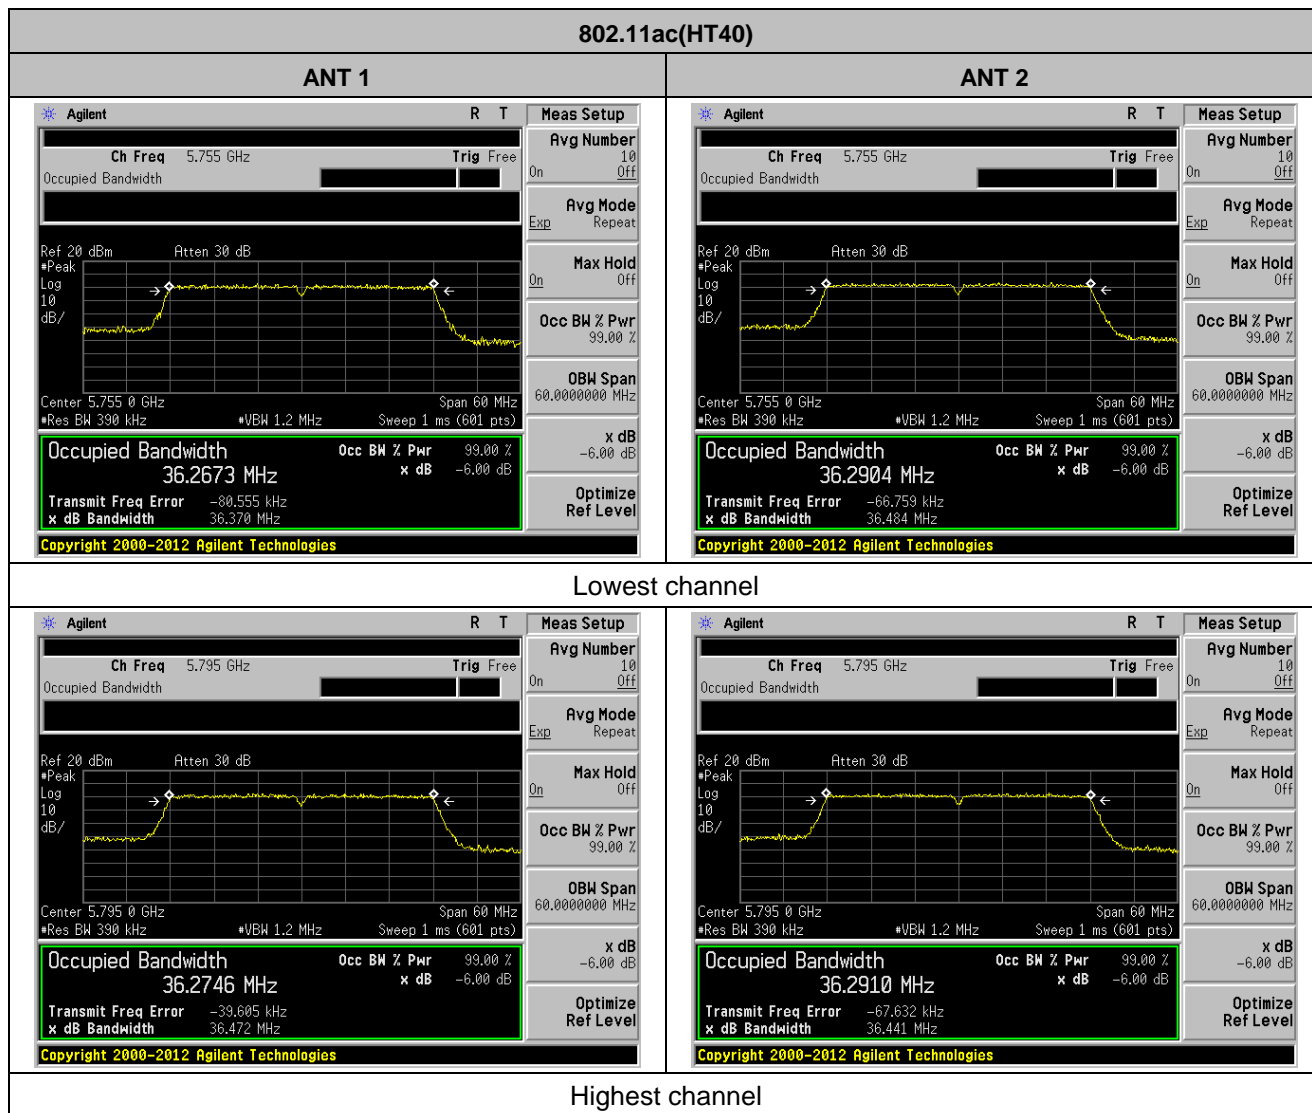 802.11ac(HT40)
ANT 1
ANT 2
Agilent R T
Meas Setup
Ch Freq 5.755 GHz Trig Free
Occupied Bandwidth
Avg Number
10
On Off
Avg Mode
Exp Repeat
Max Hold
On Off
Occ BW % Pwr
99.00 %
OBW Span
60.0000000 MHz
x dB
-6.00 dB
Optimize
Ref Level
Ref 20 dBm Atten 30 dB
#Peak
Log
10
dB/
Center 5.755 0 GHz Span 60 MHz
#Res BW 390 kHz #VBW 1.2 MHz Sweep 1 ms (601 pts)
Occupied Bandwidth Occ BW % Pwr 99.00 %
36.2673 MHz x dB -6.00 dB
Transmit Freq Error -80.555 kHz
x dB Bandwidth 36.370 MHz
Copyright 2000-2012 Agilent Technologies
Agilent R T
Meas Setup
Ch Freq 5.755 GHz Trig Free
Occupied Bandwidth
Avg Number
10
On Off
Avg Mode
Exp Repeat
Max Hold
On Off
Occ BW % Pwr
99.00 %
OBW Span
60.0000000 MHz
x dB
-6.00 dB
Optimize
Ref Level
Ref 20 dBm Atten 30 dB
#Peak
Log
10
dB/
Center 5.755 0 GHz Span 60 MHz
#Res BW 390 kHz #VBW 1.2 MHz Sweep 1 ms (601 pts)
Occupied Bandwidth Occ BW % Pwr 99.00 %
36.2904 MHz x dB -6.00 dB
Transmit Freq Error -66.759 kHz
x dB Bandwidth 36.484 MHz
Copyright 2000-2012 Agilent Technologies
Lowest channel
Agilent R T
Meas Setup
Ch Freq 5.795 GHz Trig Free
Occupied Bandwidth
Avg Number
10
On Off
Avg Mode
Exp Repeat
Max Hold
On Off
Occ BW % Pwr
99.00 %
OBW Span
60.0000000 MHz
x dB
-6.00 dB
Optimize
Ref Level
Ref 20 dBm Atten 30 dB
#Peak
Log
10
dB/
Center 5.795 0 GHz Span 60 MHz
#Res BW 390 kHz #VBW 1.2 MHz Sweep 1 ms (601 pts)
Occupied Bandwidth Occ BW % Pwr 99.00 %
36.2746 MHz x dB -6.00 dB
Transmit Freq Error -39.605 kHz
x dB Bandwidth 36.472 MHz
Copyright 2000-2012 Agilent Technologies
Agilent R T
Meas Setup
Ch Freq 5.795 GHz Trig Free
Occupied Bandwidth
Avg Number
10
On Off
Avg Mode
Exp Repeat
Max Hold
On Off
Occ BW % Pwr
99.00 %
OBW Span
60.0000000 MHz
x dB
-6.00 dB
Optimize
Ref Level
Ref 20 dBm Atten 30 dB
#Peak
Log
10
dB/
Center 5.795 0 GHz Span 60 MHz
#Res BW 390 kHz #VBW 1.2 MHz Sweep 1 ms (601 pts)
Occupied Bandwidth Occ BW % Pwr 99.00 %
36.2910 MHz x dB -6.00 dB
Transmit Freq Error -67.632 kHz
x dB Bandwidth 36.441 MHz
Copyright 2000-2012 Agilent Technologies
Highest channel